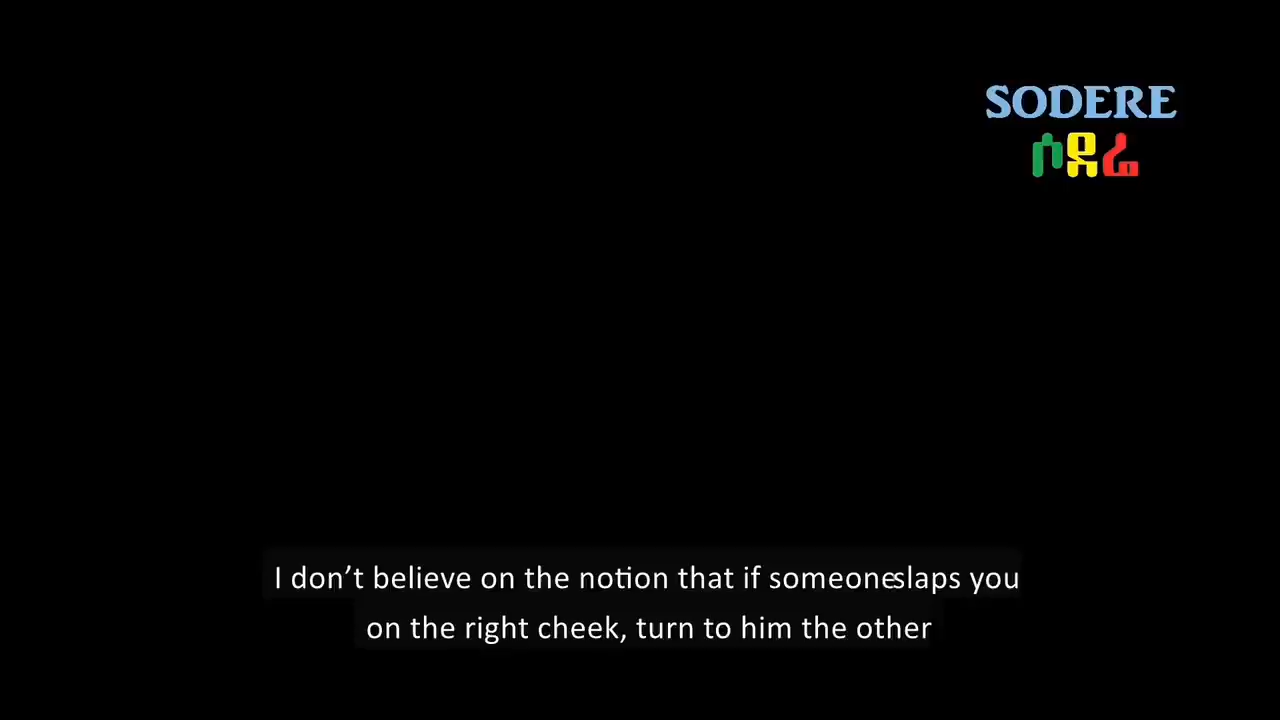 SODERE
ሶደሬ
I don’t believe on the notion that if someoneslaps you
on the right cheek, turn to him the other